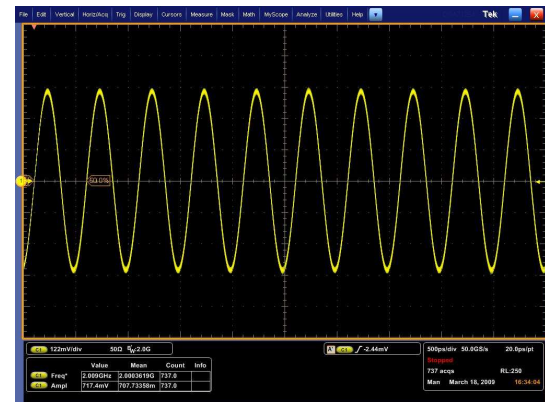 File Edit Vertical Horiz/Acq Trig Display Cursors Measure Mask Math MyScope Analyze Utilities Help Tek X
1 50.0%
C1 122mV/div 50Ω BW:2.0G
A' C1 -2.44mV
500ps/div 50.0GS/s 20.0ps/pt
Stopped
737 acqs RL:250
Man March 18, 2009 16:34:04
Value Mean Count Info
C1 Freq* 2.009GHz 2.0003619G 737.0
C1 Ampl 717.4mV 707.73358m 737.0